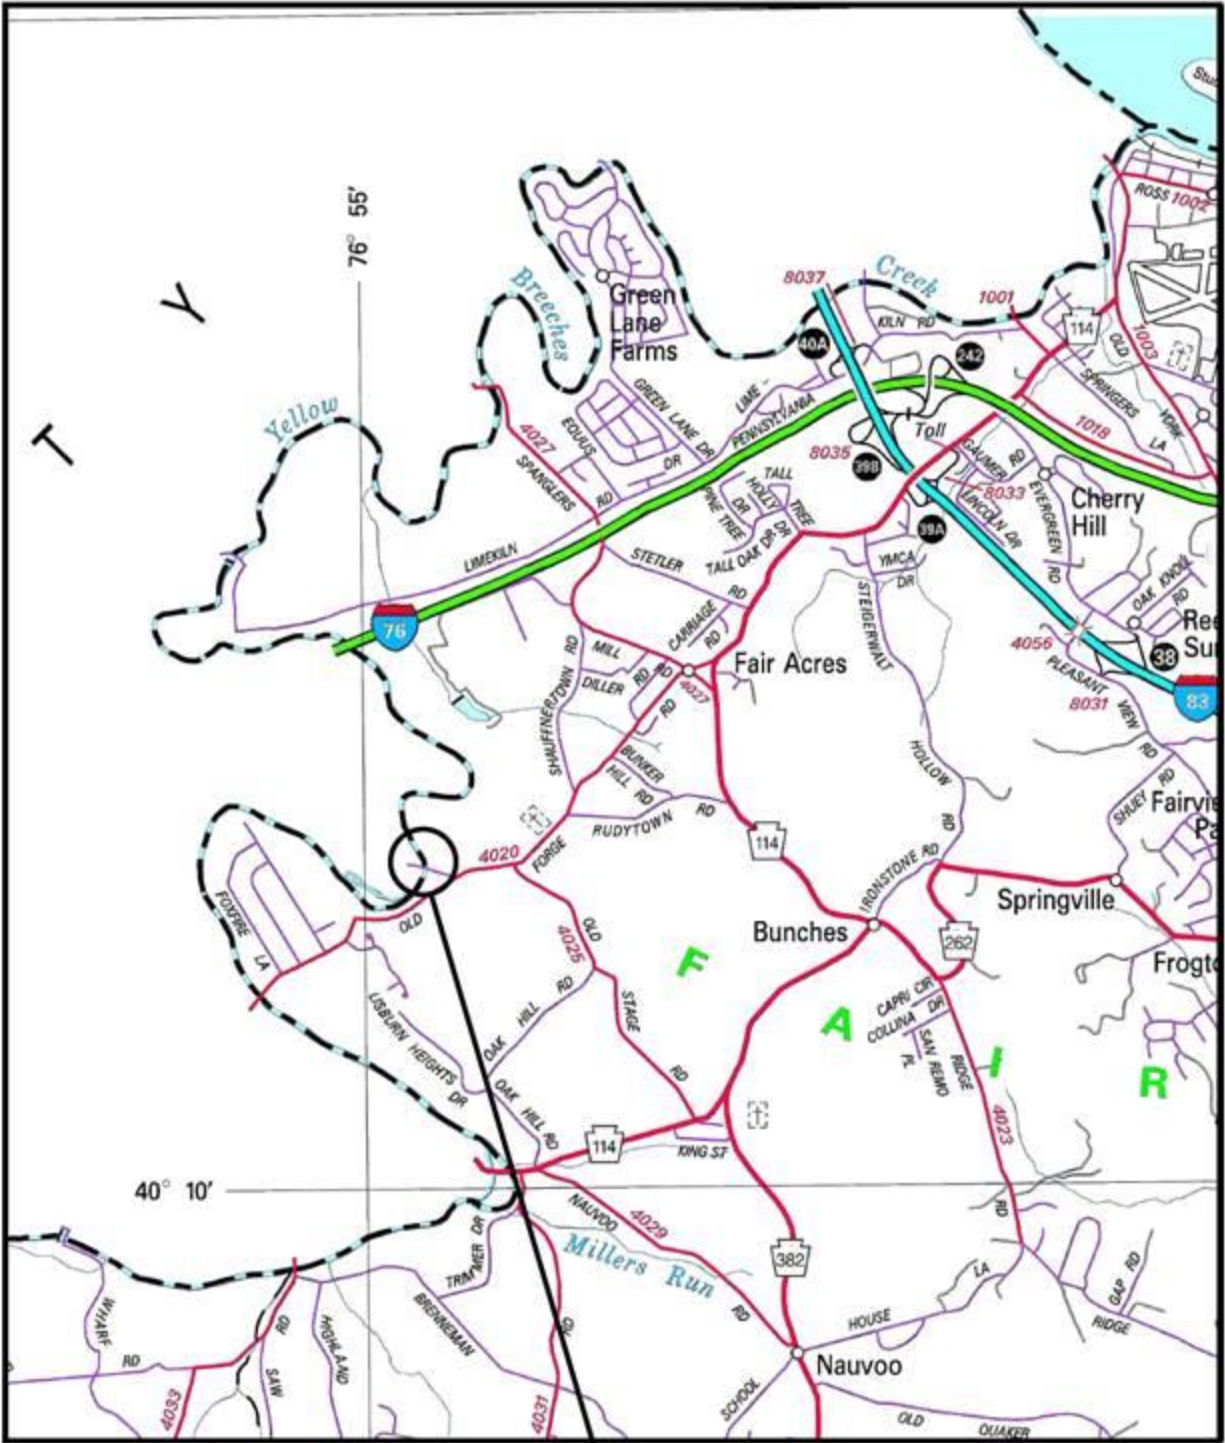 76° 55'
Y
T
Yellow
Breeches
Creek
Green
Lane
Farms
8037
40A
KILN RD
242
1001
114
ROSS 1002
OLD
YORK
1003
SPRINGERS
LA
1018
LIME
PENNSYLVANIA
GREEN LANE DR
EQUUS
DR
4027
SPANGLERS
RD
Toll
8035
39B
GAUMER
RD
8033
LINCOLN DR
39A
EVERGREEN RD
Cherry
Hill
TALL
HOLLY DR
TREE
PINE TREE
DR
TALL OAK DR
LIMEKILN
STETLER
RD
YMCA
DR
STEIGERWALT
HOLLOW
RD
OAK KNOLL
RD
76
4056
PLEASANT
VIEW
RD
8031
38
83
CARRIAGE
RD
Fair Acres
MILL
RD
DILLER
RD
4027
RD
RD
BUNKER
HILL RD
RUDYTOWN
RD
SHUEY RD
4020
FORGE
114
IRONSTONE RD
Springville
Bunches
262
FOXFIRE
LA
OLD
OLD
4025
STAGE
RD
F
A
I
R
CAPRI CIR
COLLINA DR
SAN REMO
PL
RIDGE
4023
RD
LISBURN HEIGHTS
DR
OAK HILL RD
OAK HILL RD
114
KING ST
40° 10'
NAUVOO
4029
RD
Millers Run
382
TRIMMER DR
BRENNEMAN
WHARF
RD
RD
SAW
HIGHLAND
4033
4031
LA
HOUSE
GAP RD
RIDGE
Nauvoo
SCHOOL
OLD
QUAKER